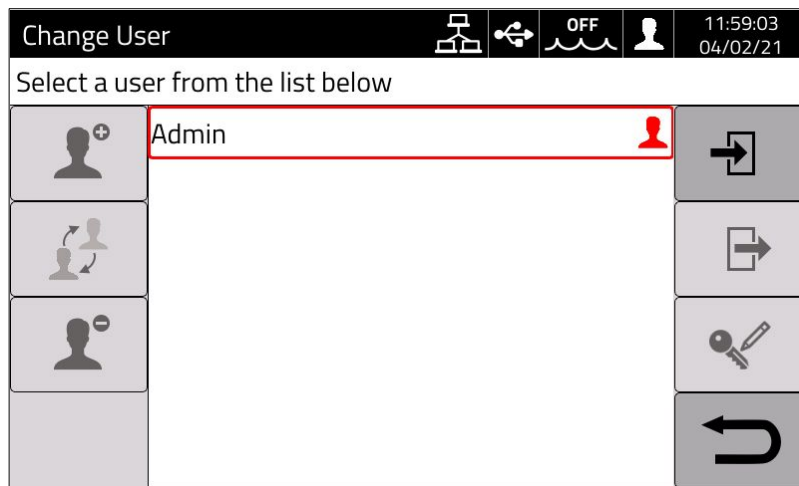 Change User
OFF
11:59:03
04/02/21
Select a user from the list below
Admin